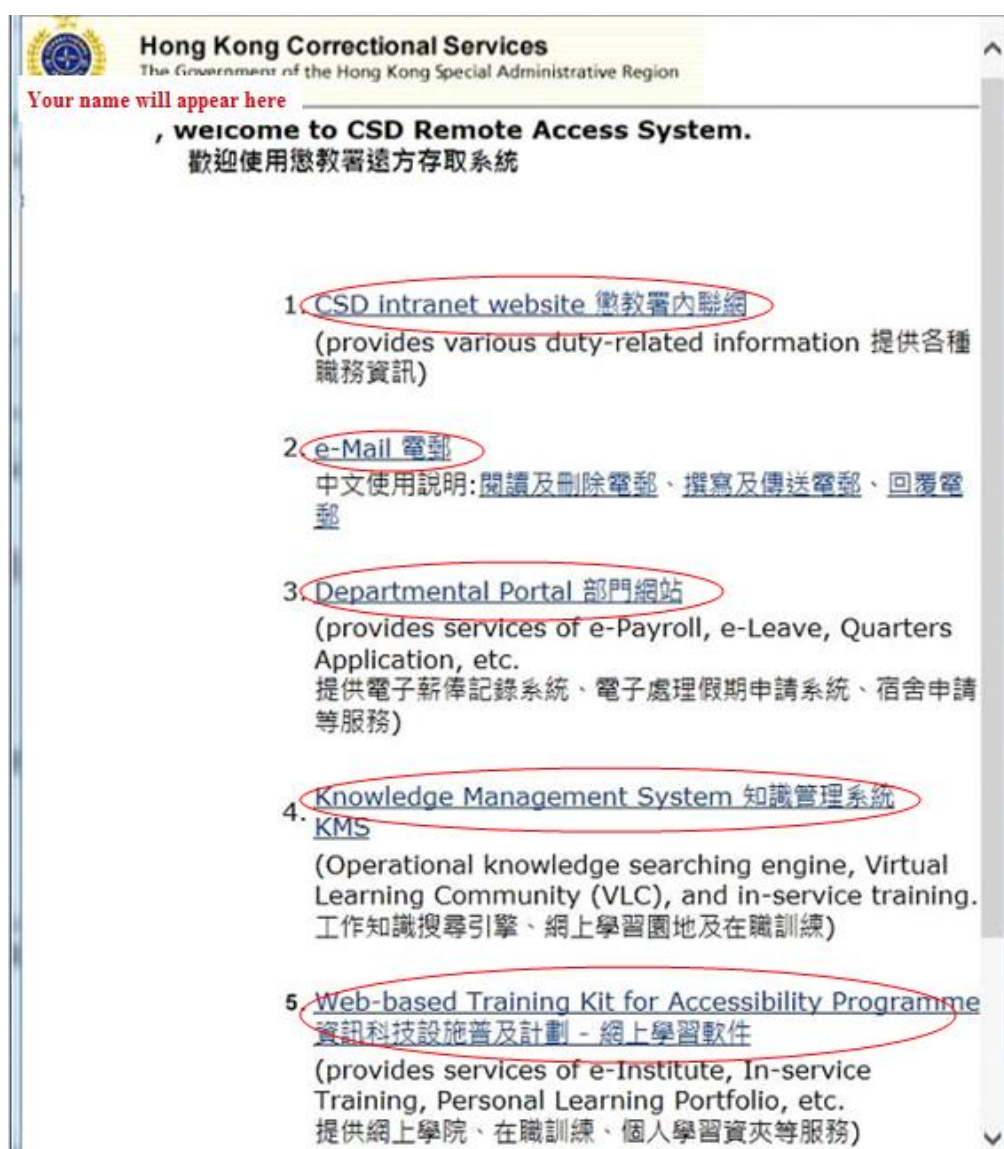 Hong Kong Correctional Services
The Government of the Hong Kong Special Administrative Region
Your name will appear here
, welcome to CSD Remote Access System.
歡迎使用懲教署遠方存取系統
1. CSD intranet website 懲教署內聯網
(provides various duty-related information 提供各種
職務資訊)
2. e-Mail 電郵
中文使用說明:閱讀及刪除電郵、撰寫及傳送電郵、回覆電
郵
3. Departmental Portal 部門網站
(provides services of e-Payroll, e-Leave, Quarters
Application, etc.
提供電子薪俸記錄系統、電子處理假期申請系統、宿舍申請
等服務)
4. Knowledge Management System 知識管理系統
KMS
(Operational knowledge searching engine, Virtual
Learning Community (VLC), and in-service training.
工作知識搜尋引擎、網上學習園地及在職訓練)
5. Web-based Training Kit for Accessibility Programme
資訊科技設施普及計劃 - 網上學習軟件
(provides services of e-Institute, In-service
Training, Personal Learning Portfolio, etc.
提供網上學院、在職訓練、個人學習資夾等服務)